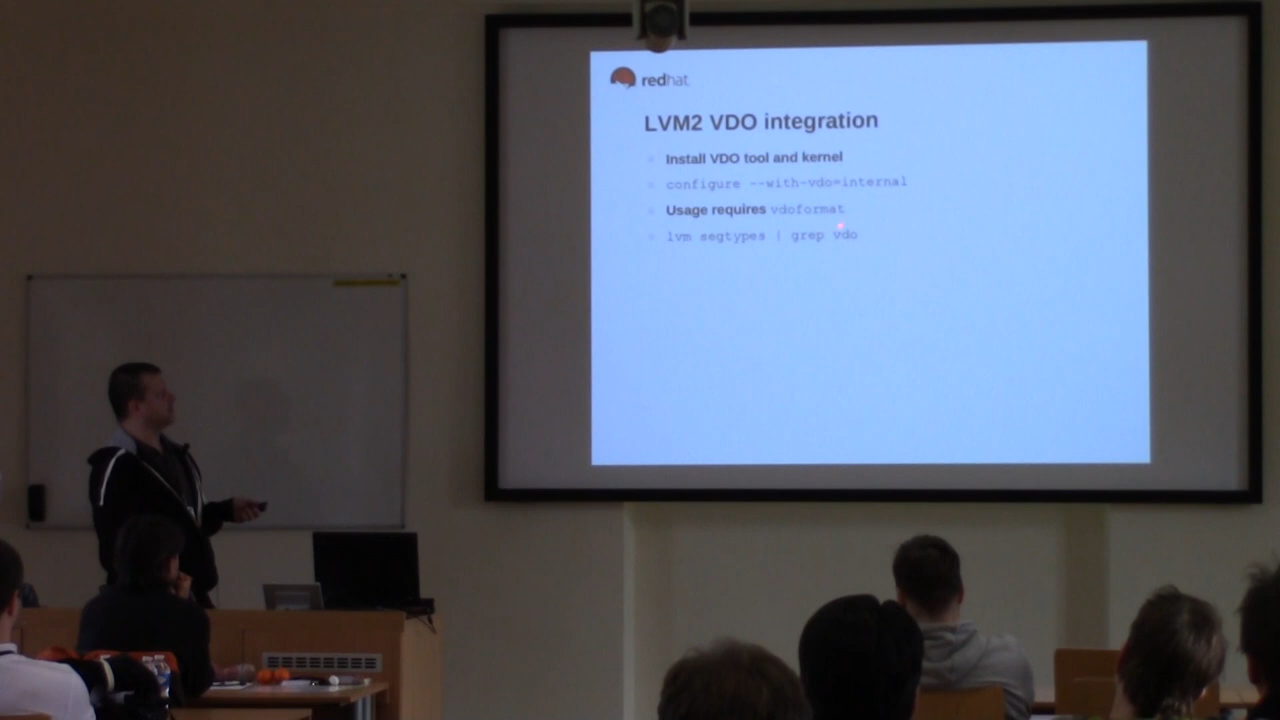 redhat.
LVM2 VDO integration
Install VDO tool and kernel
configure --with-vdo=internal
Usage requires vdoformat
lvm segtypes | grep vdo